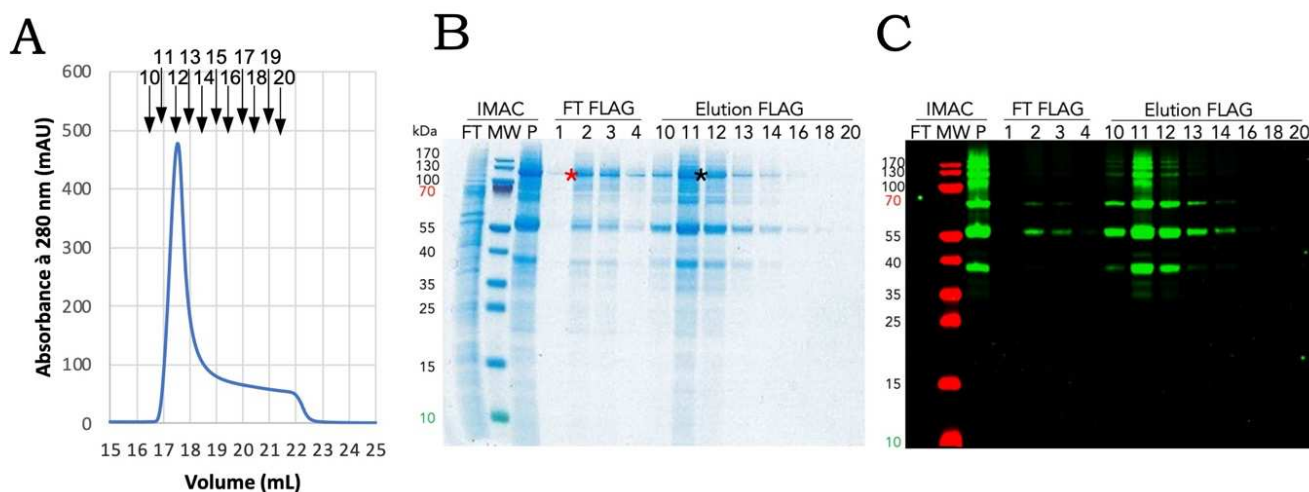 A
11 13 15 17 19
10 12 14 16 18 20
600
500
400
300
200
100
0
Absorbance à 280 nm (mAU)
15 16 17 18 19 20 21 22 23 24 25
Volume (mL)
B
IMAC FT FLAG Elution FLAG
kDa FT MW P 1 2 3 4 10 11 12 13 14 16 18 20
170
130
100
70
55
40
35
25
15
10
* *
C
IMAC FT FLAG Elution FLAG
FT MW P 1 2 3 4 10 11 12 13 14 16 18 20
170
130
100
70
55
40
35
25
15
10